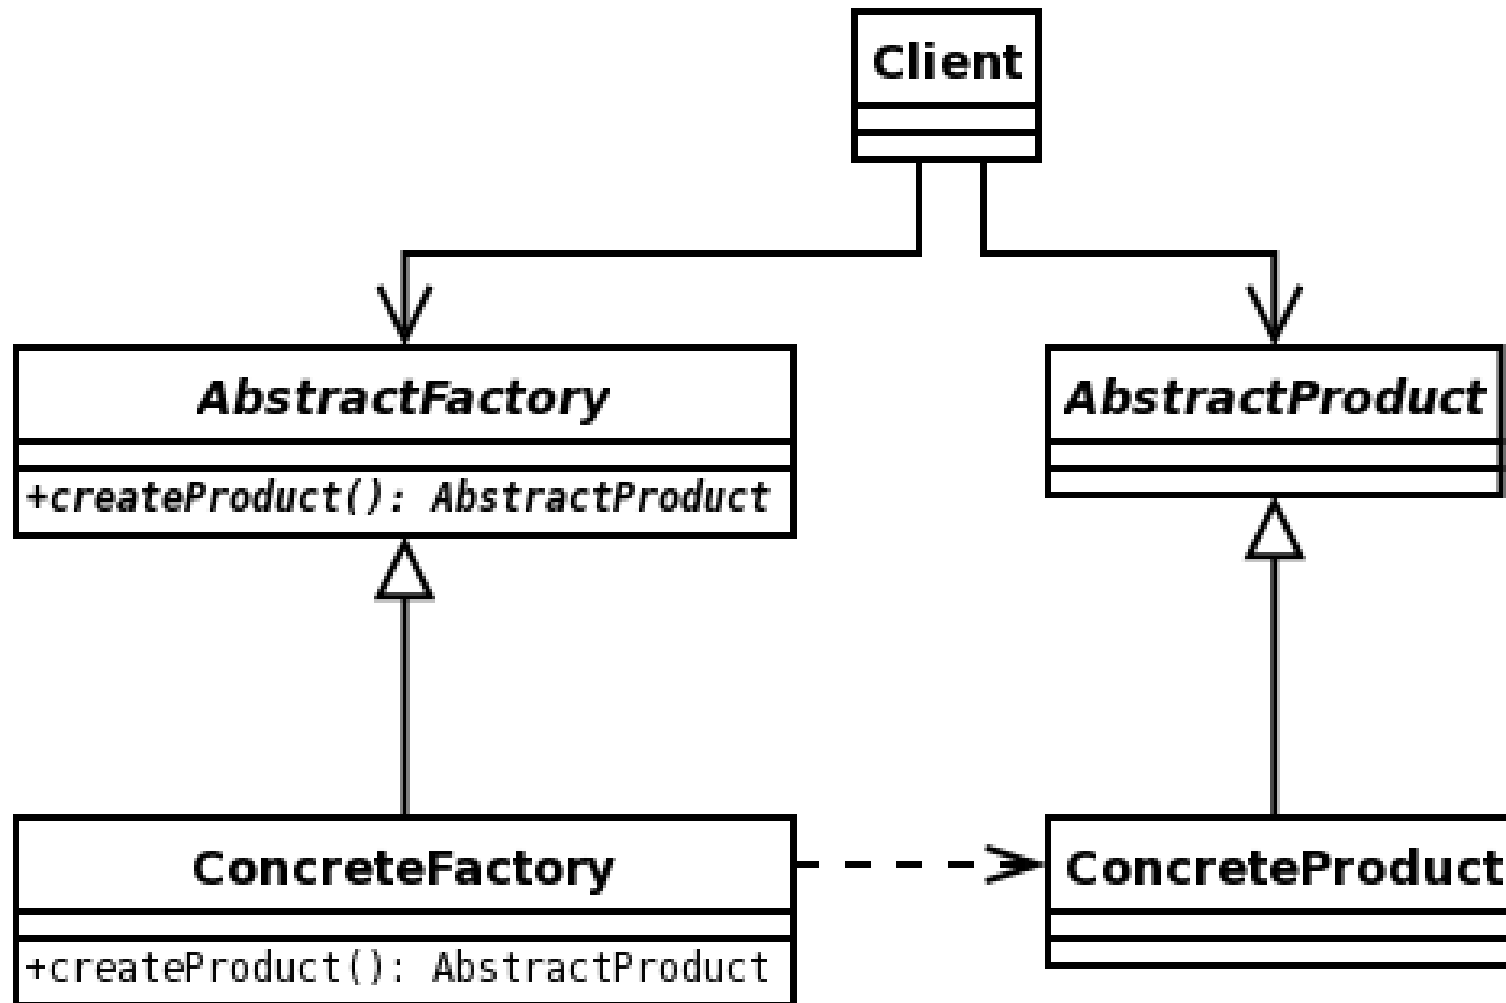 Client
AbstractFactory
+createProduct(): AbstractProduct
AbstractProduct
ConcreteFactory
+createProduct(): AbstractProduct
ConcreteProduct